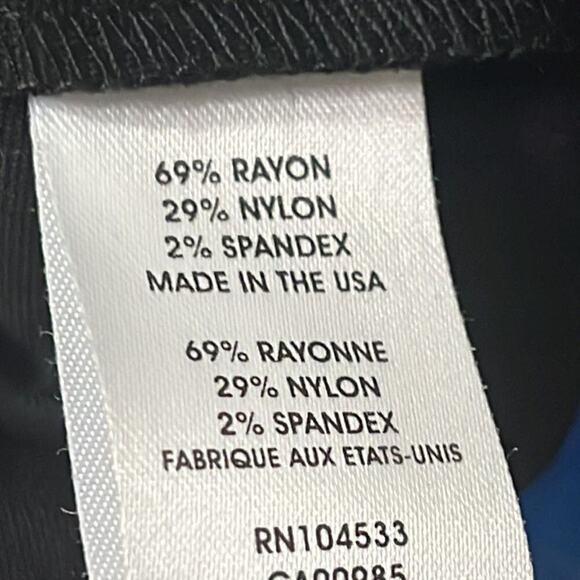 69% RAYON
29% NYLON
2% SPANDEX
MADE IN THE USA
69% RAYONNE
29% NYLON
2% SPANDEX
FABRIQUE AUX ETATS-UNIS
RN104533
CA00985